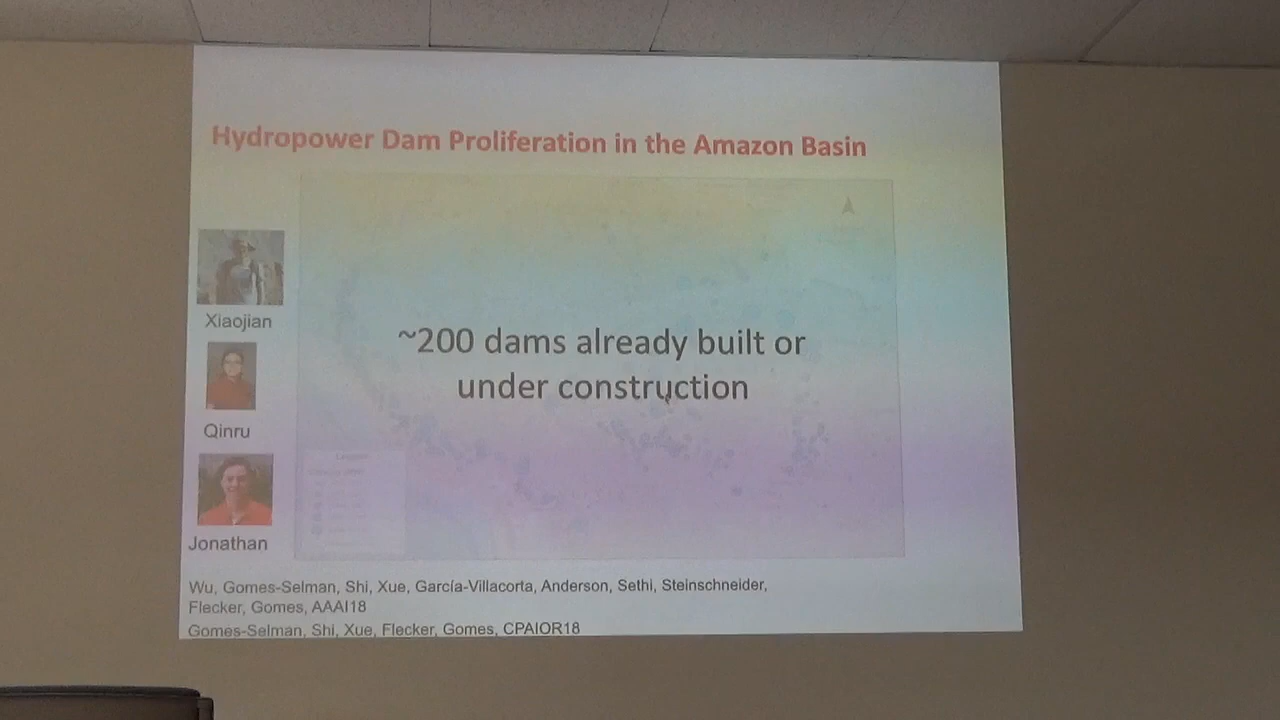 Hydropower Dam Proliferation in the Amazon Basin
Xiaojian
Qinru
Jonathan
~200 dams already built or
under construction
Wu, Gomes-Selman, Shi, Xue, García-Villacorta, Anderson, Sethi, Steinschneider,
Flecker, Gomes, AAAI18
Gomes-Selman, Shi, Xue, Flecker, Gomes, CPAIOR18